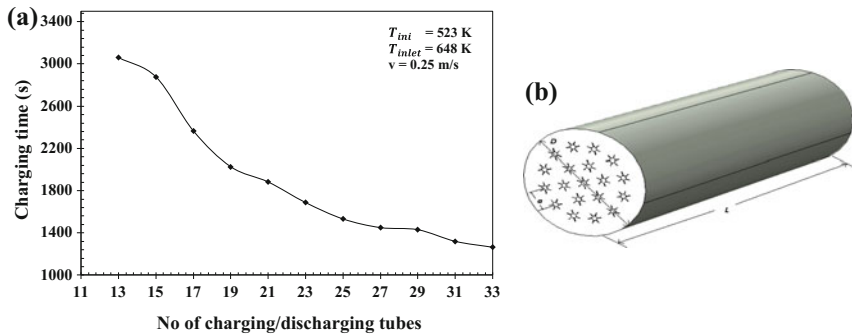 (a)
3400
3000
2600
2200
1800
1400
1000
Charging time (s)
T_ini = 523 K
T_inlet = 648 K
v = 0.25 m/s
11 13 15 17 19 21 23 25 27 29 31 33
No of charging/discharging tubes
(b)
D
L